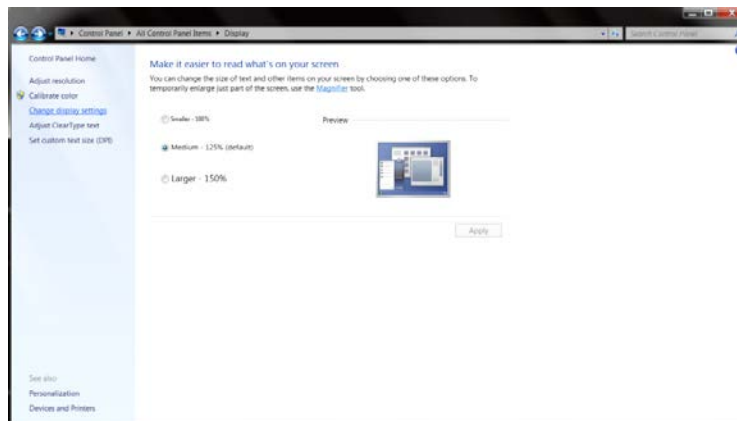 Control Panel ▸ All Control Panel Items ▸ Display
Search Control Panel
Control Panel Home
Adjust resolution
Calibrate color
Change display settings
Adjust ClearType text
Set custom text size (DPI)
Make it easier to read what's on your screen
You can change the size of text and other items on your screen by choosing one of these options. To
temporarily enlarge just part of the screen, use the Magnifier tool.
Smaller - 100%
Preview
Medium - 125% (default)
Larger - 150%
Apply
See also
Personalization
Devices and Printers